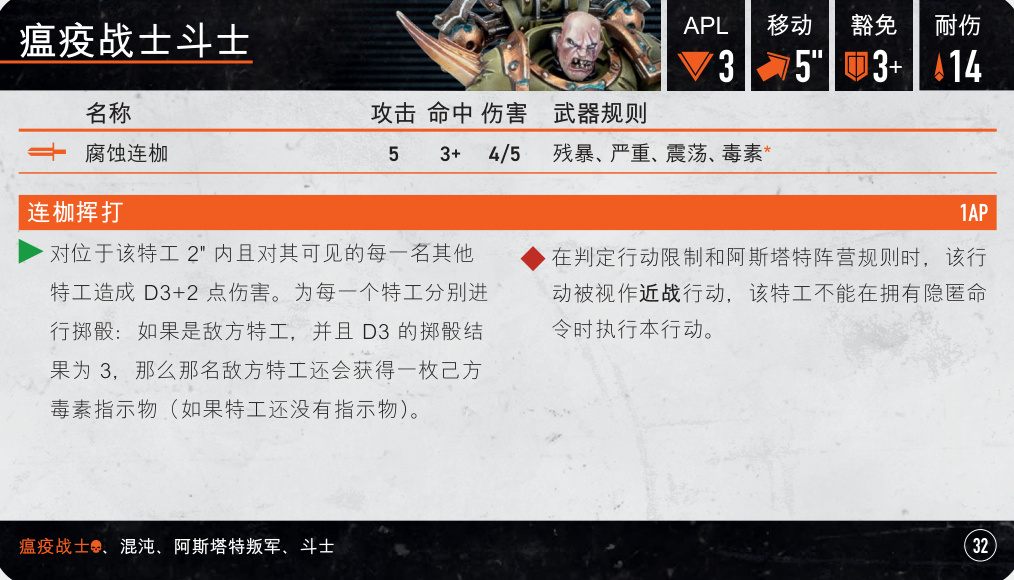 瘟疫战士斗士
APL 移动 豁免 耐伤
3 5" 3+ 14
名称 攻击 命中 伤害 武器规则
腐蚀连枷 5 3+ 4/5 残暴、严重、震荡、毒素*
连枷挥打 1AP
对位于该特工 2" 内且对其可见的每一名其他
特工造成 D3+2 点伤害。为每一个特工分别进
行掷骰：如果是敌方特工，并且 D3 的掷骰结
果为 3，那么那名敌方特工还会获得一枚己方
毒素指示物（如果特工还没有指示物）。
在判定行动限制和阿斯塔特阵营规则时，该行
动被视作近战行动，该特工不能在拥有隐匿命
令时执行本行动。
瘟疫战士、混沌、阿斯塔特叛军、斗士
32